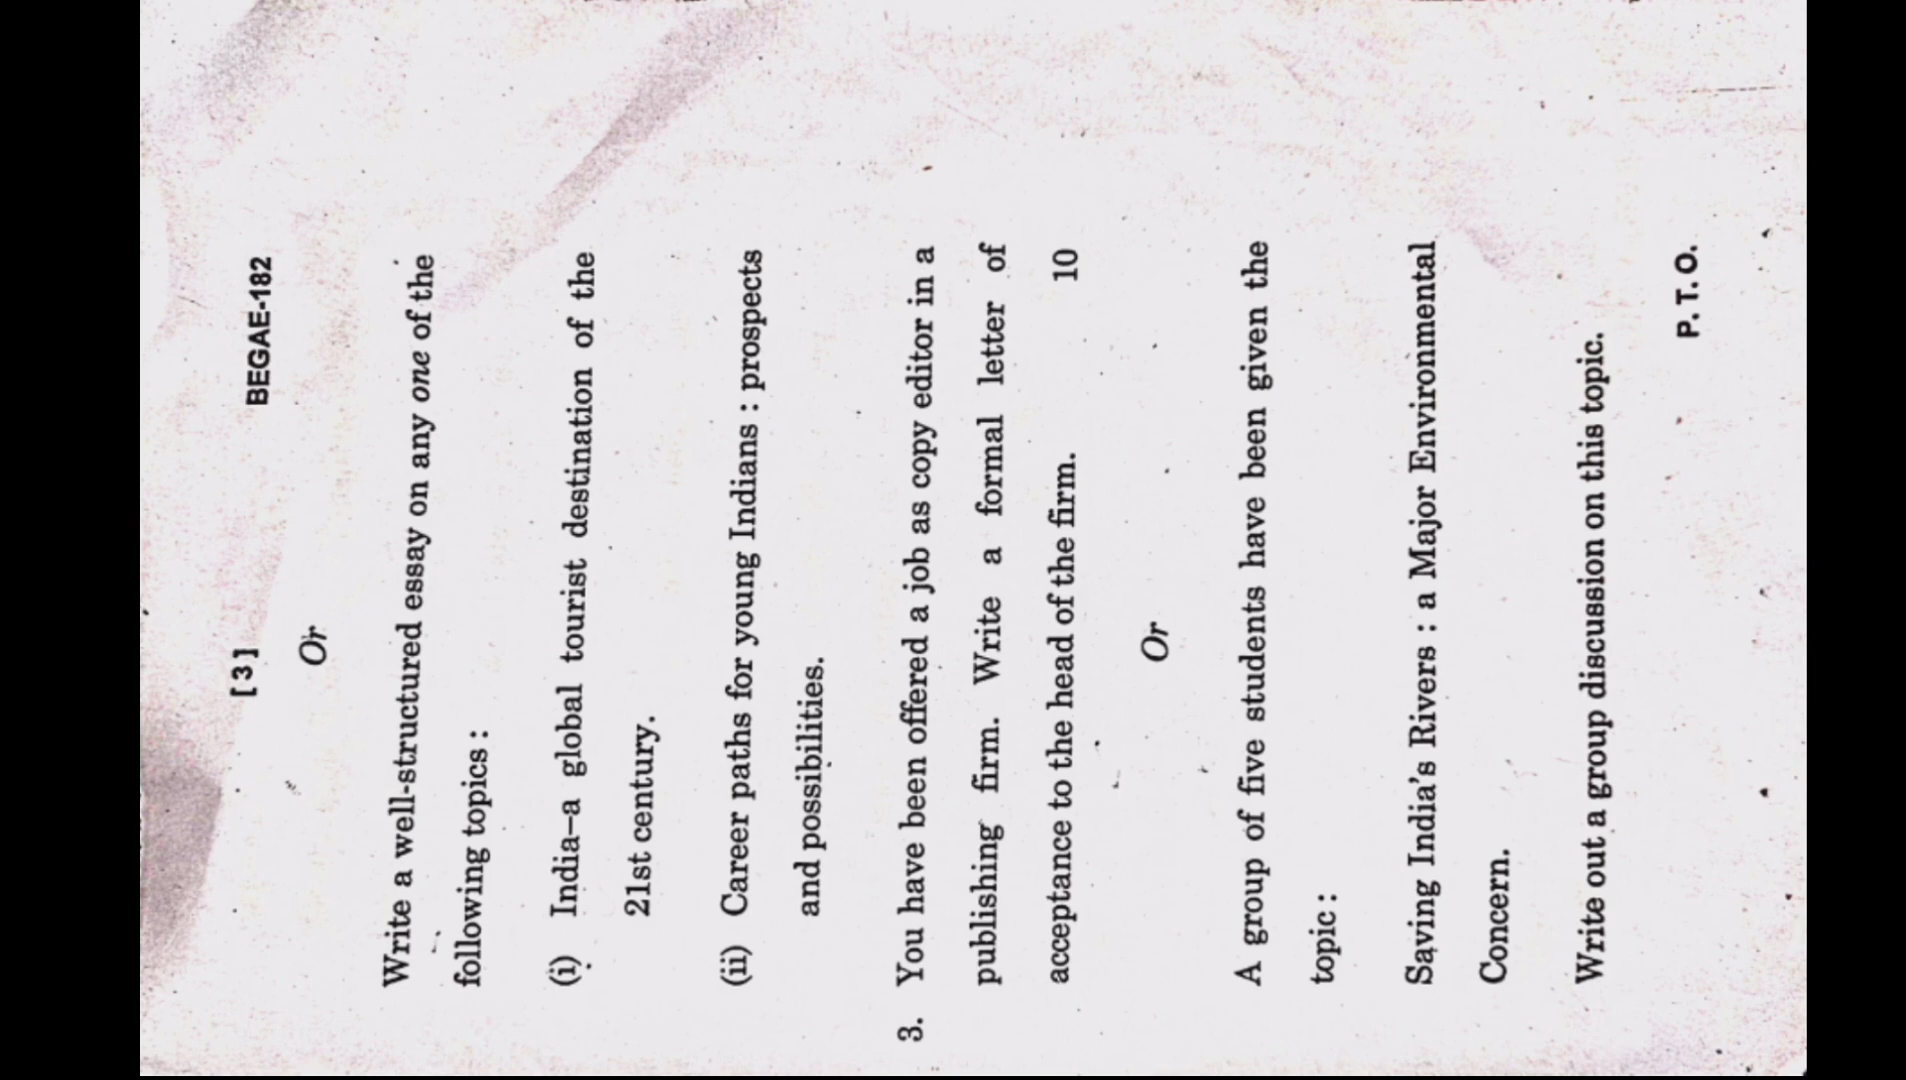 [ 3 ] BEGAE-182
Or
Write a well-structured essay on any one of the
following topics :
(i) India–a global tourist destination of the
21st century.
(ii) Career paths for young Indians : prospects
and possibilities.
3. You have been offered a job as copy editor in a
publishing firm. Write a formal letter of
acceptance to the head of the firm. 10
Or
A group of five students have been given the
topic :
Saving India's Rivers : a Major Environmental
Concern.
Write out a group discussion on this topic.
P. T. O.